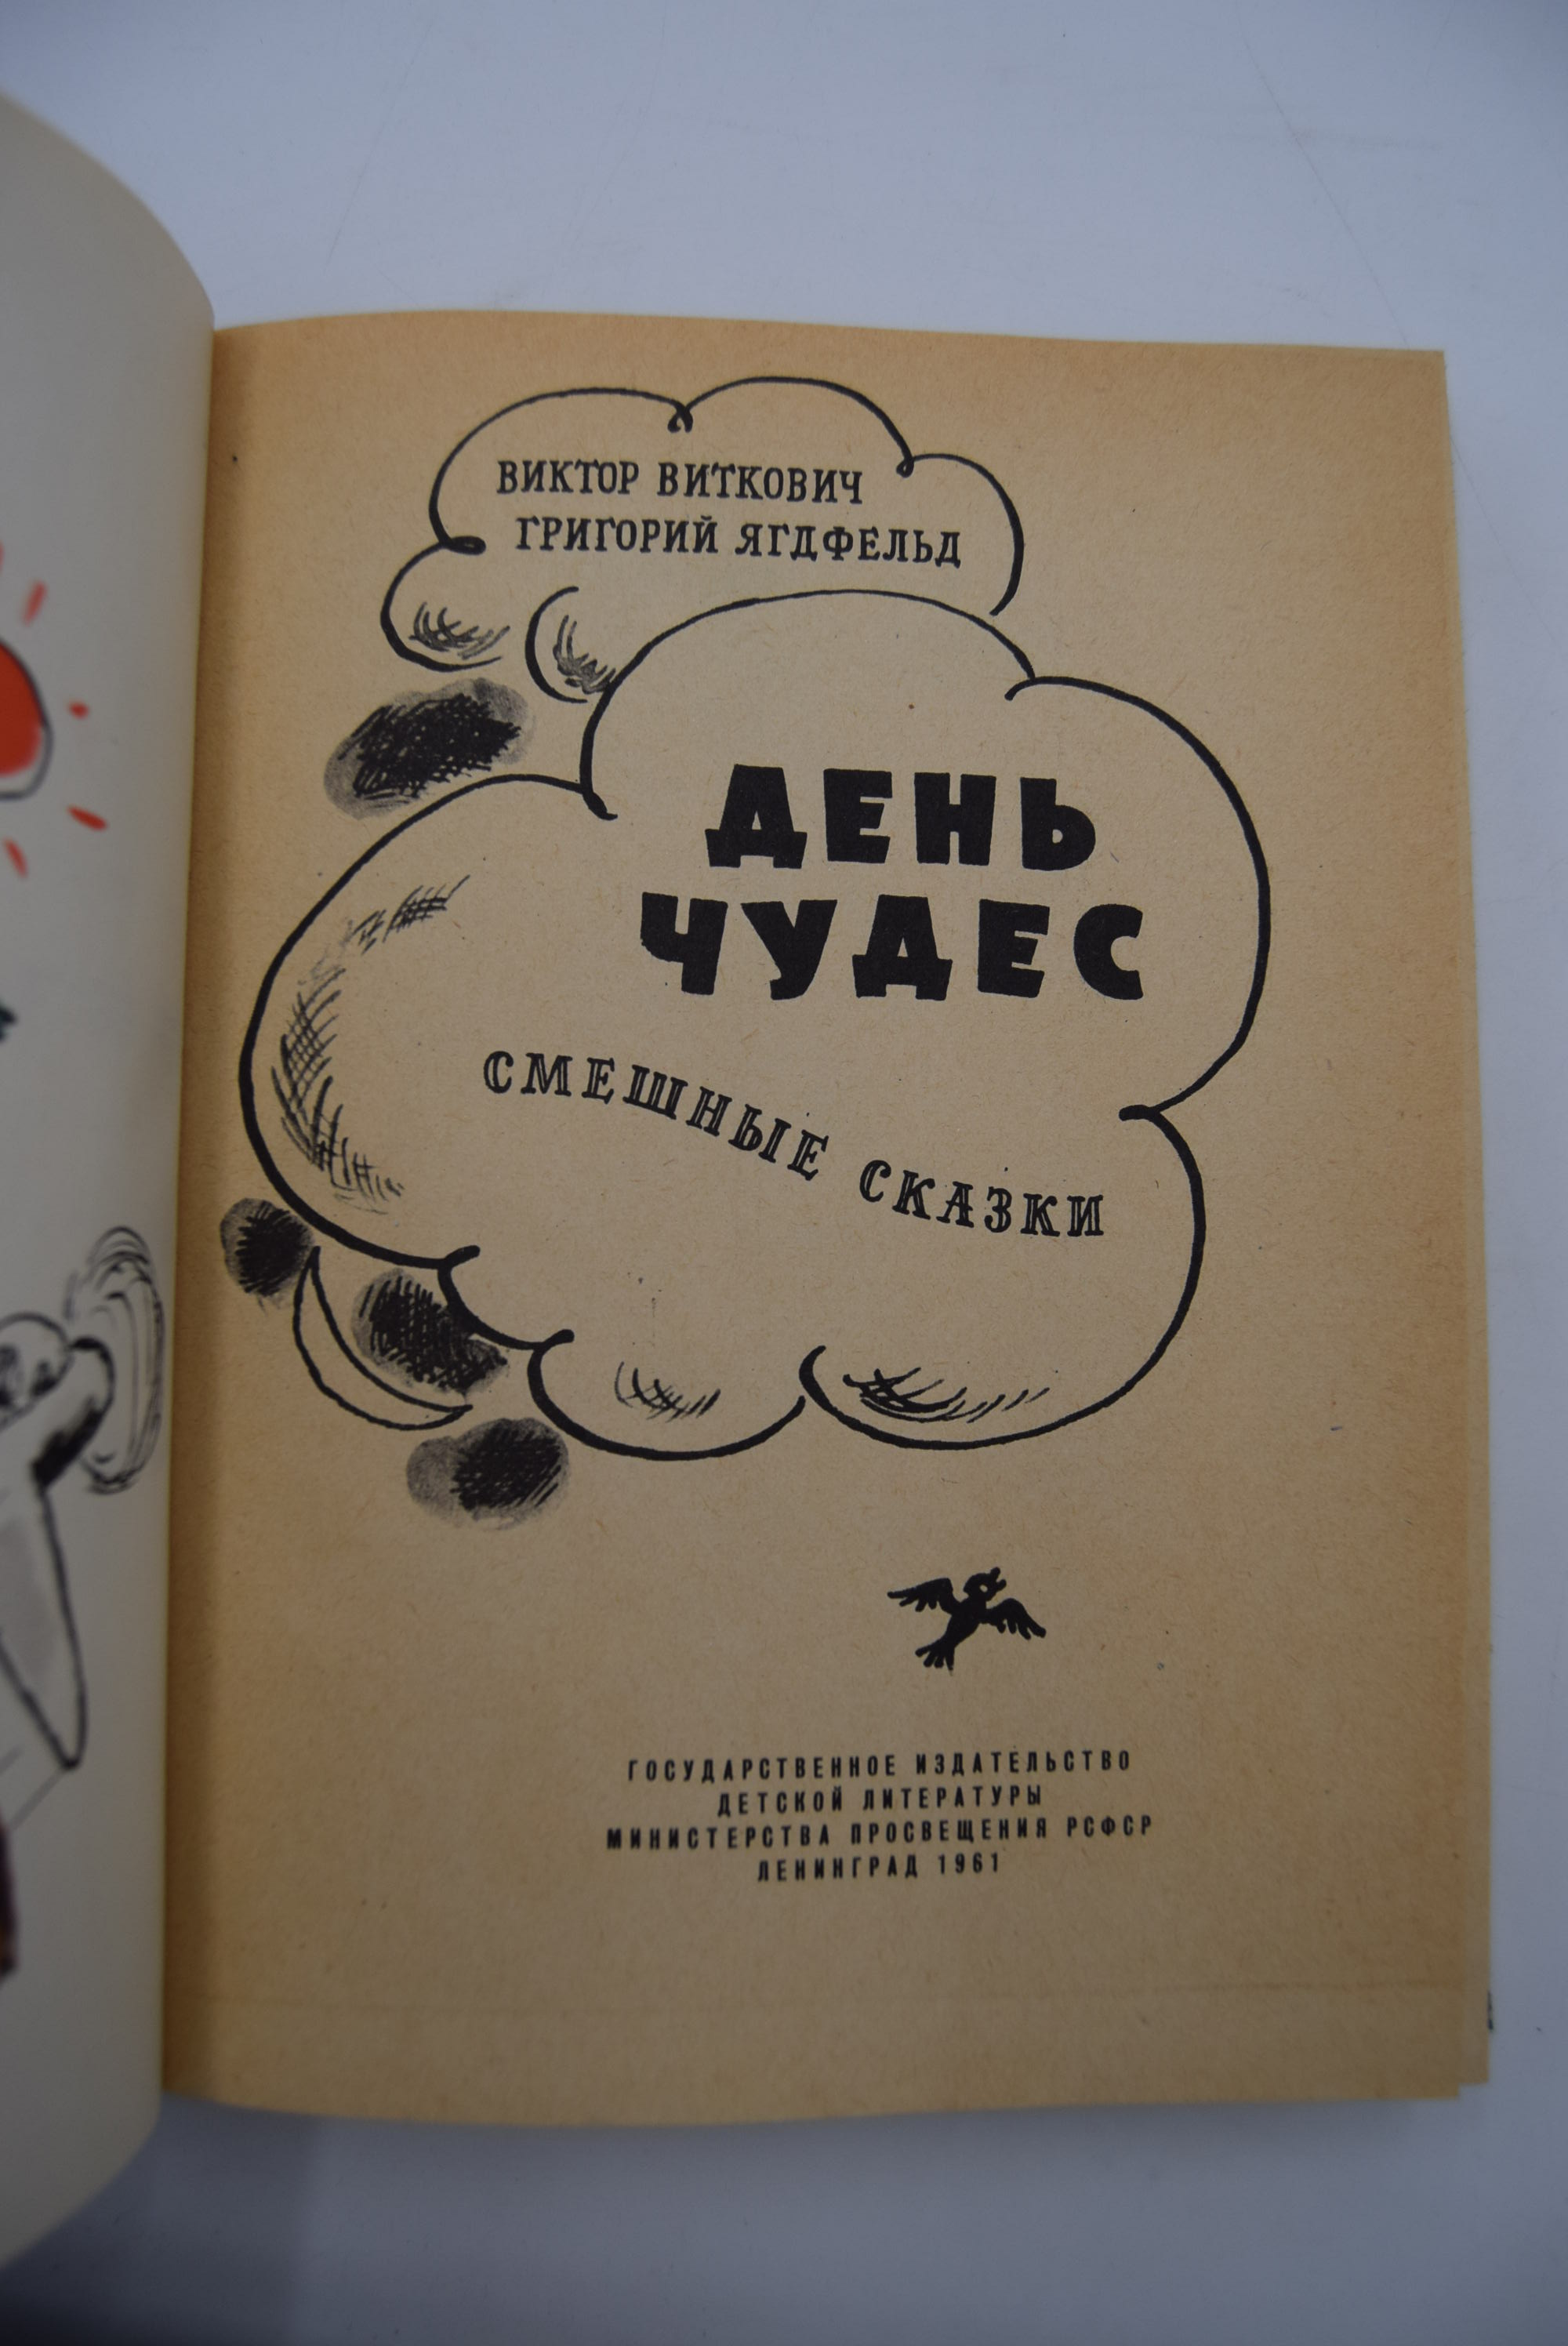 ВИКТОР ВИТКОВИЧ
ГРИГОРИЙ ЯГДФЕЛЬД
ДЕНЬ
ЧУДЕС
СМЕШНЫЕ СКАЗКИ
ГОСУДАРСТВЕННОЕ ИЗДАТЕЛЬСТВО
ДЕТСКОЙ ЛИТЕРАТУРЫ
МИНИСТЕРСТВА ПРОСВЕЩЕНИЯ РСФСР
ЛЕНИНГРАД 1961